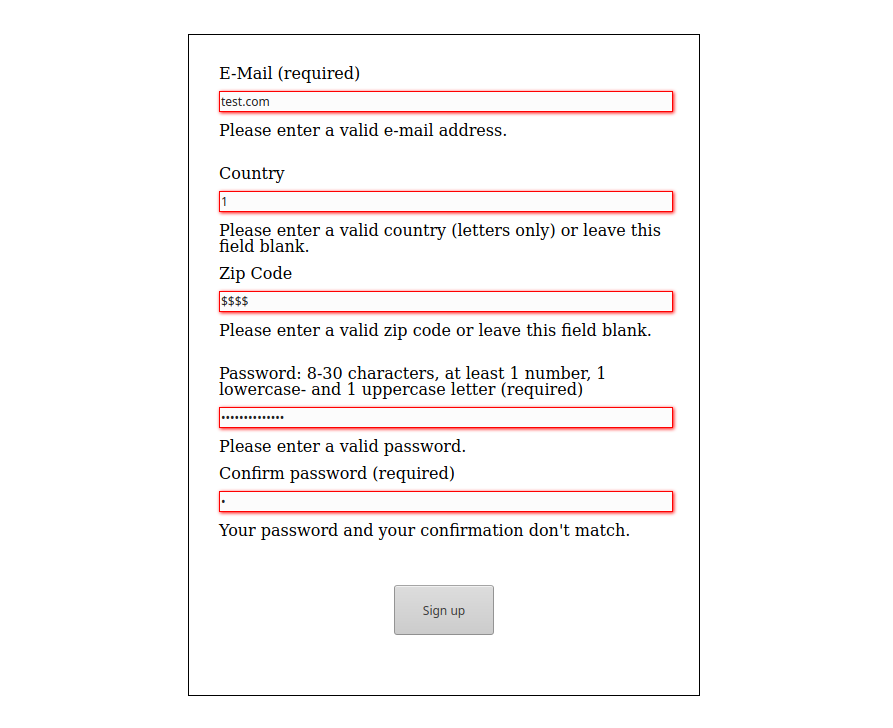 E-Mail (required)
test.com
Please enter a valid e-mail address.
Country
1
Please enter a valid country (letters only) or leave this
field blank.
Zip Code
$$$$
Please enter a valid zip code or leave this field blank.
Password: 8-30 characters, at least 1 number, 1
lowercase- and 1 uppercase letter (required)
••••••••••••••
Please enter a valid password.
Confirm password (required)
•
Your password and your confirmation don't match.
Sign up